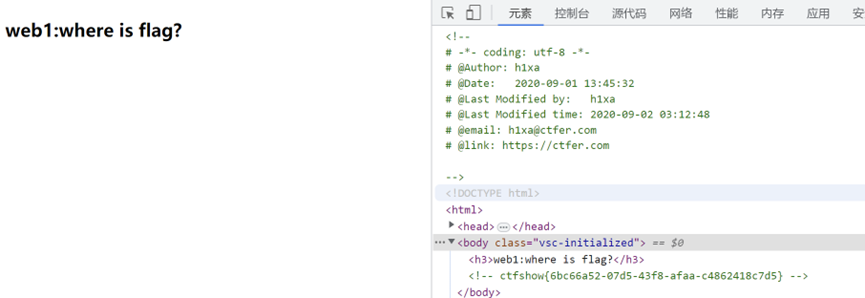 web1:where is flag?
元素 控制台 源代码 网络 性能 内存 应用
<!--
# -*- coding: utf-8 -*-
# @Author: h1xa
# @Date:   2020-09-01 13:45:32
# @Last Modified by:   h1xa
# @Last Modified time: 2020-09-02 03:12:48
# @email: h1xa@ctfer.com
# @link: https://ctfer.com
-->
<!DOCTYPE html>
<html>
<head> … </head>
<body class="vsc-initialized"> == $0
<h3>web1:where is flag?</h3>
<!-- ctfshow{6bc66a52-07d5-43f8-afaa-c4862418c7d5} -->
</body>